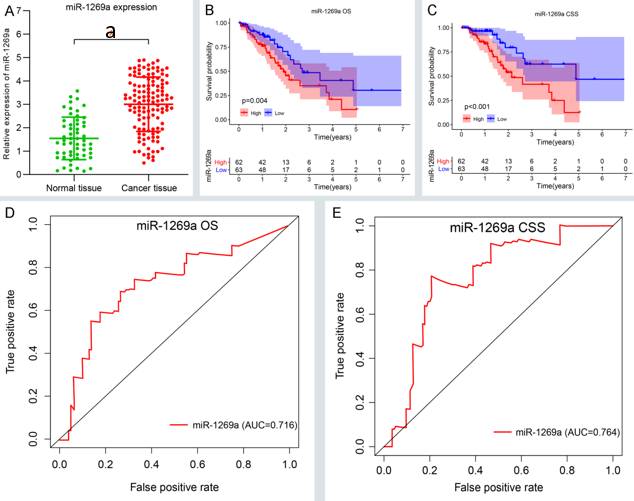 A
miR-1269a expression
a
Relative expression of miR-1269a
7
6
5
4
3
2
1
0
Normal tissue
Cancer tissue
B
miR-1269a OS
Survival probability
1.00
0.75
0.50
0.25
0.00
p=0.004
High
Low
0 1 2 3 4 5 6 7
Time(years)
miR-1269a
High 62 42 13 6 2 1 0 0
Low 63 48 17 6 5 2 1 0
0 1 2 3 4 5 6 7
Time(years)
C
miR-1269a CSS
Survival probability
1.00
0.75
0.50
0.25
0.00
p<0.001
High
Low
0 1 2 3 4 5 6 7
Time(years)
miR-1269a
High 62 42 13 6 2 1 0 0
Low 63 48 17 6 5 2 1 0
0 1 2 3 4 5 6 7
Time(years)
D
miR-1269a OS
True positive rate
1.0
0.8
0.6
0.4
0.2
0.0
miR-1269a (AUC=0.716)
0.0 0.2 0.4 0.6 0.8 1.0
False positive rate
E
miR-1269a CSS
True positive rate
1.0
0.8
0.6
0.4
0.2
0.0
miR-1269a (AUC=0.764)
0.0 0.2 0.4 0.6 0.8 1.0
False positive rate